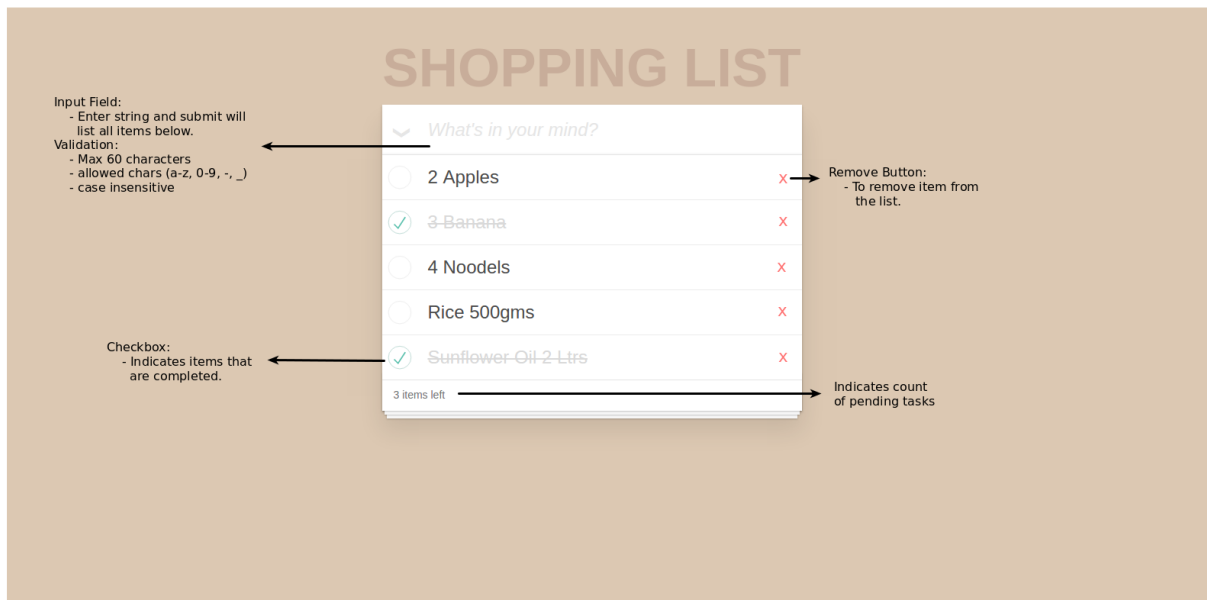 SHOPPING LIST
Input Field:
- Enter string and submit will
list all items below.
Validation:
- Max 60 characters
- allowed chars (a-z, 0-9, -, _)
- case insensitive
What's in your mind?
2 Apples
x
Remove Button:
- To remove item from
the list.
3 Banana
x
4 Noodels
x
Rice 500gms
x
Checkbox:
- Indicates items that
are completed.
Sunflower Oil 2 Ltrs
x
3 items left
Indicates count
of pending tasks